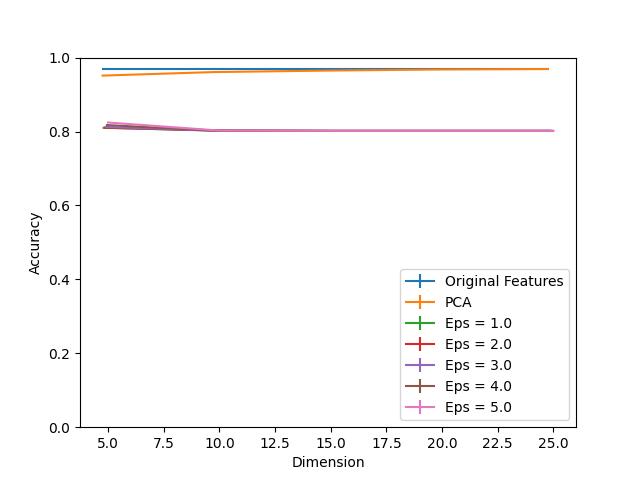 1.0
0.8
0.6
0.4
0.2
0.0
Accuracy
Original Features
PCA
Eps = 1.0
Eps = 2.0
Eps = 3.0
Eps = 4.0
Eps = 5.0
5.0 7.5 10.0 12.5 15.0 17.5 20.0 22.5 25.0
Dimension